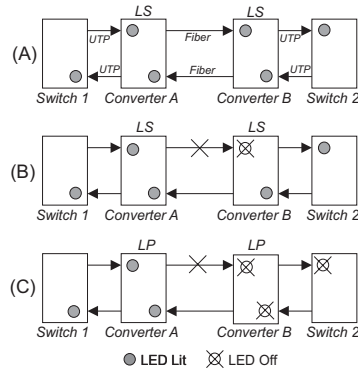 LS LS
(A)
UTP Fiber UTP
UTP Fiber UTP
Switch 1 Converter A Converter B Switch 2
LS LS
(B)
Switch 1 Converter A Converter B Switch 2
LP LP
(C)
Switch 1 Converter A Converter B Switch 2
LED Lit LED Off